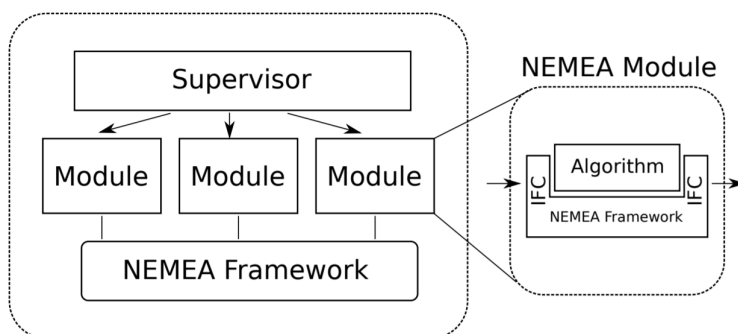 Supervisor
NEMEA Module
Module Module Module
Algorithm
IFC IFC
NEMEA Framework
NEMEA Framework